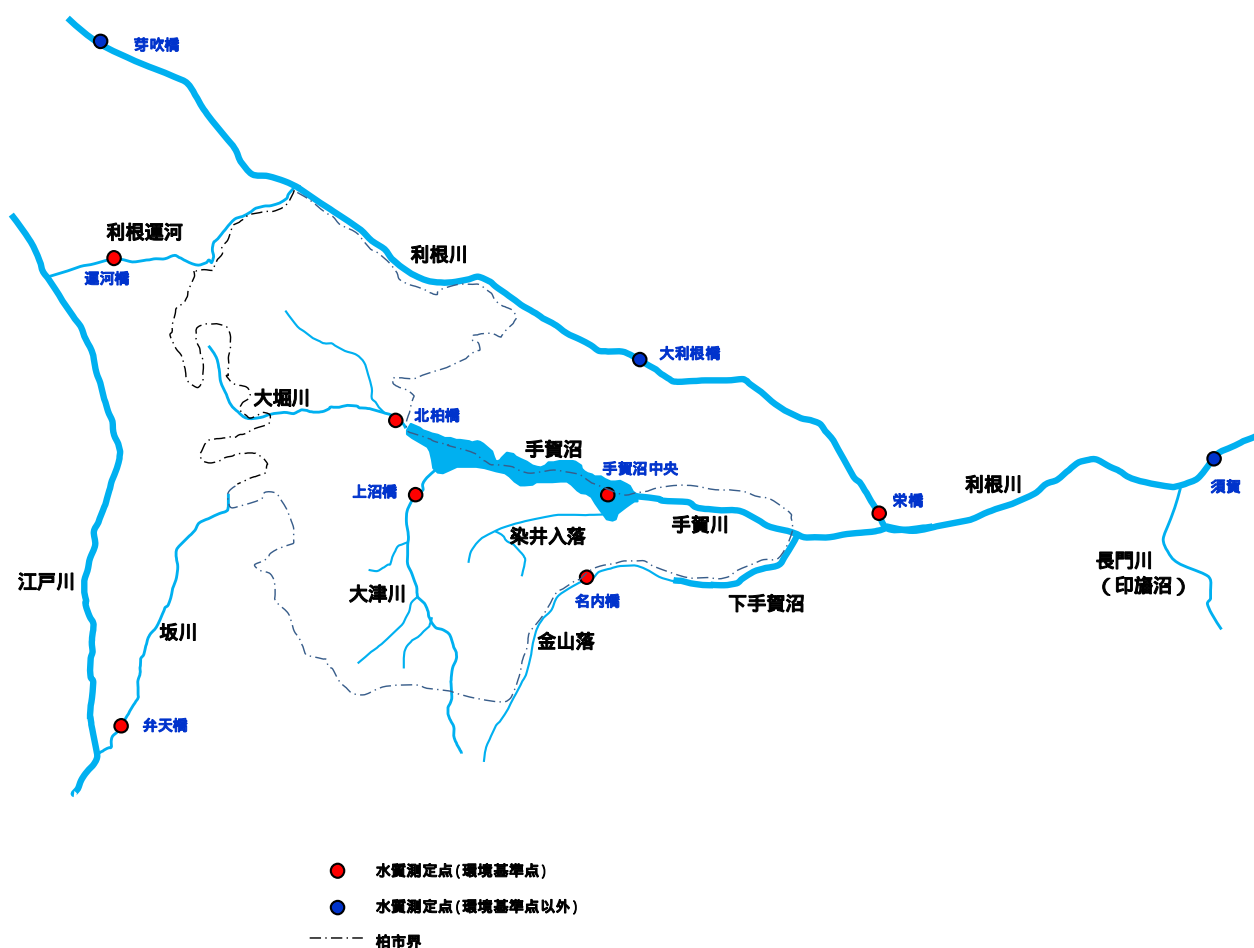 芽吹橋
利根運河
運河橋
利根川
大利根橋
大堀川
北柏橋
手賀沼
手賀沼中央
上沼橋
須賀
利根川
栄橋
手賀川
染井入落
長門川
(印旛沼)
江戸川
大津川
名内橋
下手賀沼
坂川
金山落
弁天橋
水質測定点(環境基準点)
水質測定点(環境基準点以外)
柏市界